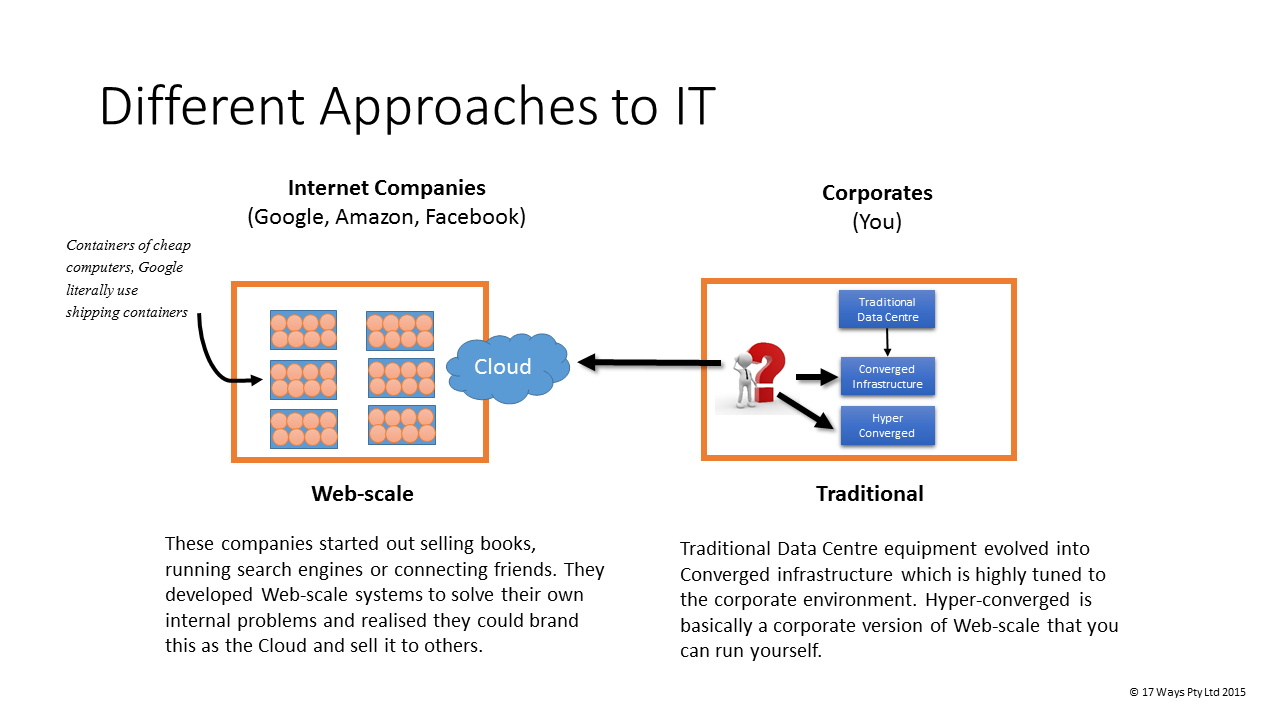 Different Approaches to IT
Internet Companies
(Google, Amazon, Facebook)
Corporates
(You)
Containers of cheap
computers, Google
literally use
shipping containers
Cloud
Traditional
Data Centre
Converged
Infrastructure
Hyper
Converged
Web-scale
These companies started out selling books,
running search engines or connecting friends. They
developed Web-scale systems to solve their own
internal problems and realised they could brand
this as the Cloud and sell it to others.
Traditional
Traditional Data Centre equipment evolved into
Converged infrastructure which is highly tuned to
the corporate environment. Hyper-converged is
basically a corporate version of Web-scale that you
can run yourself.
© 17 Ways Pty Ltd 2015